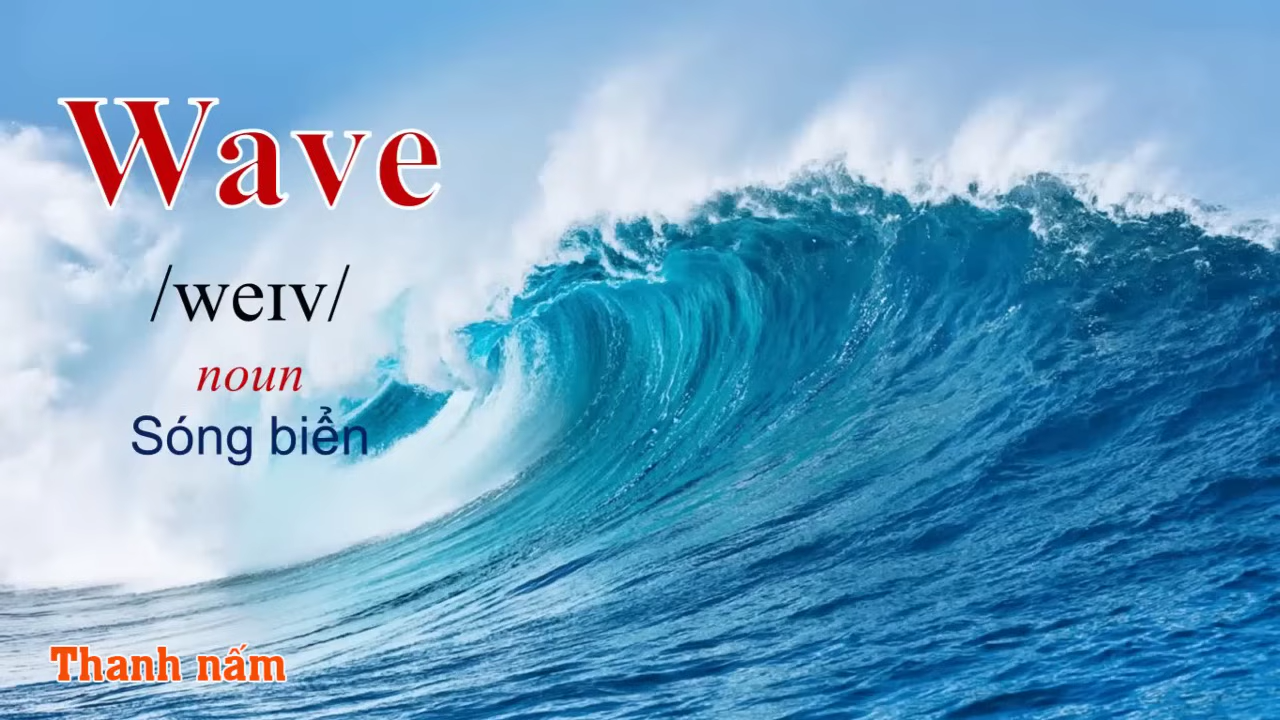 Wave
/weɪv/
noun
Sóng biển
Thanh nấm